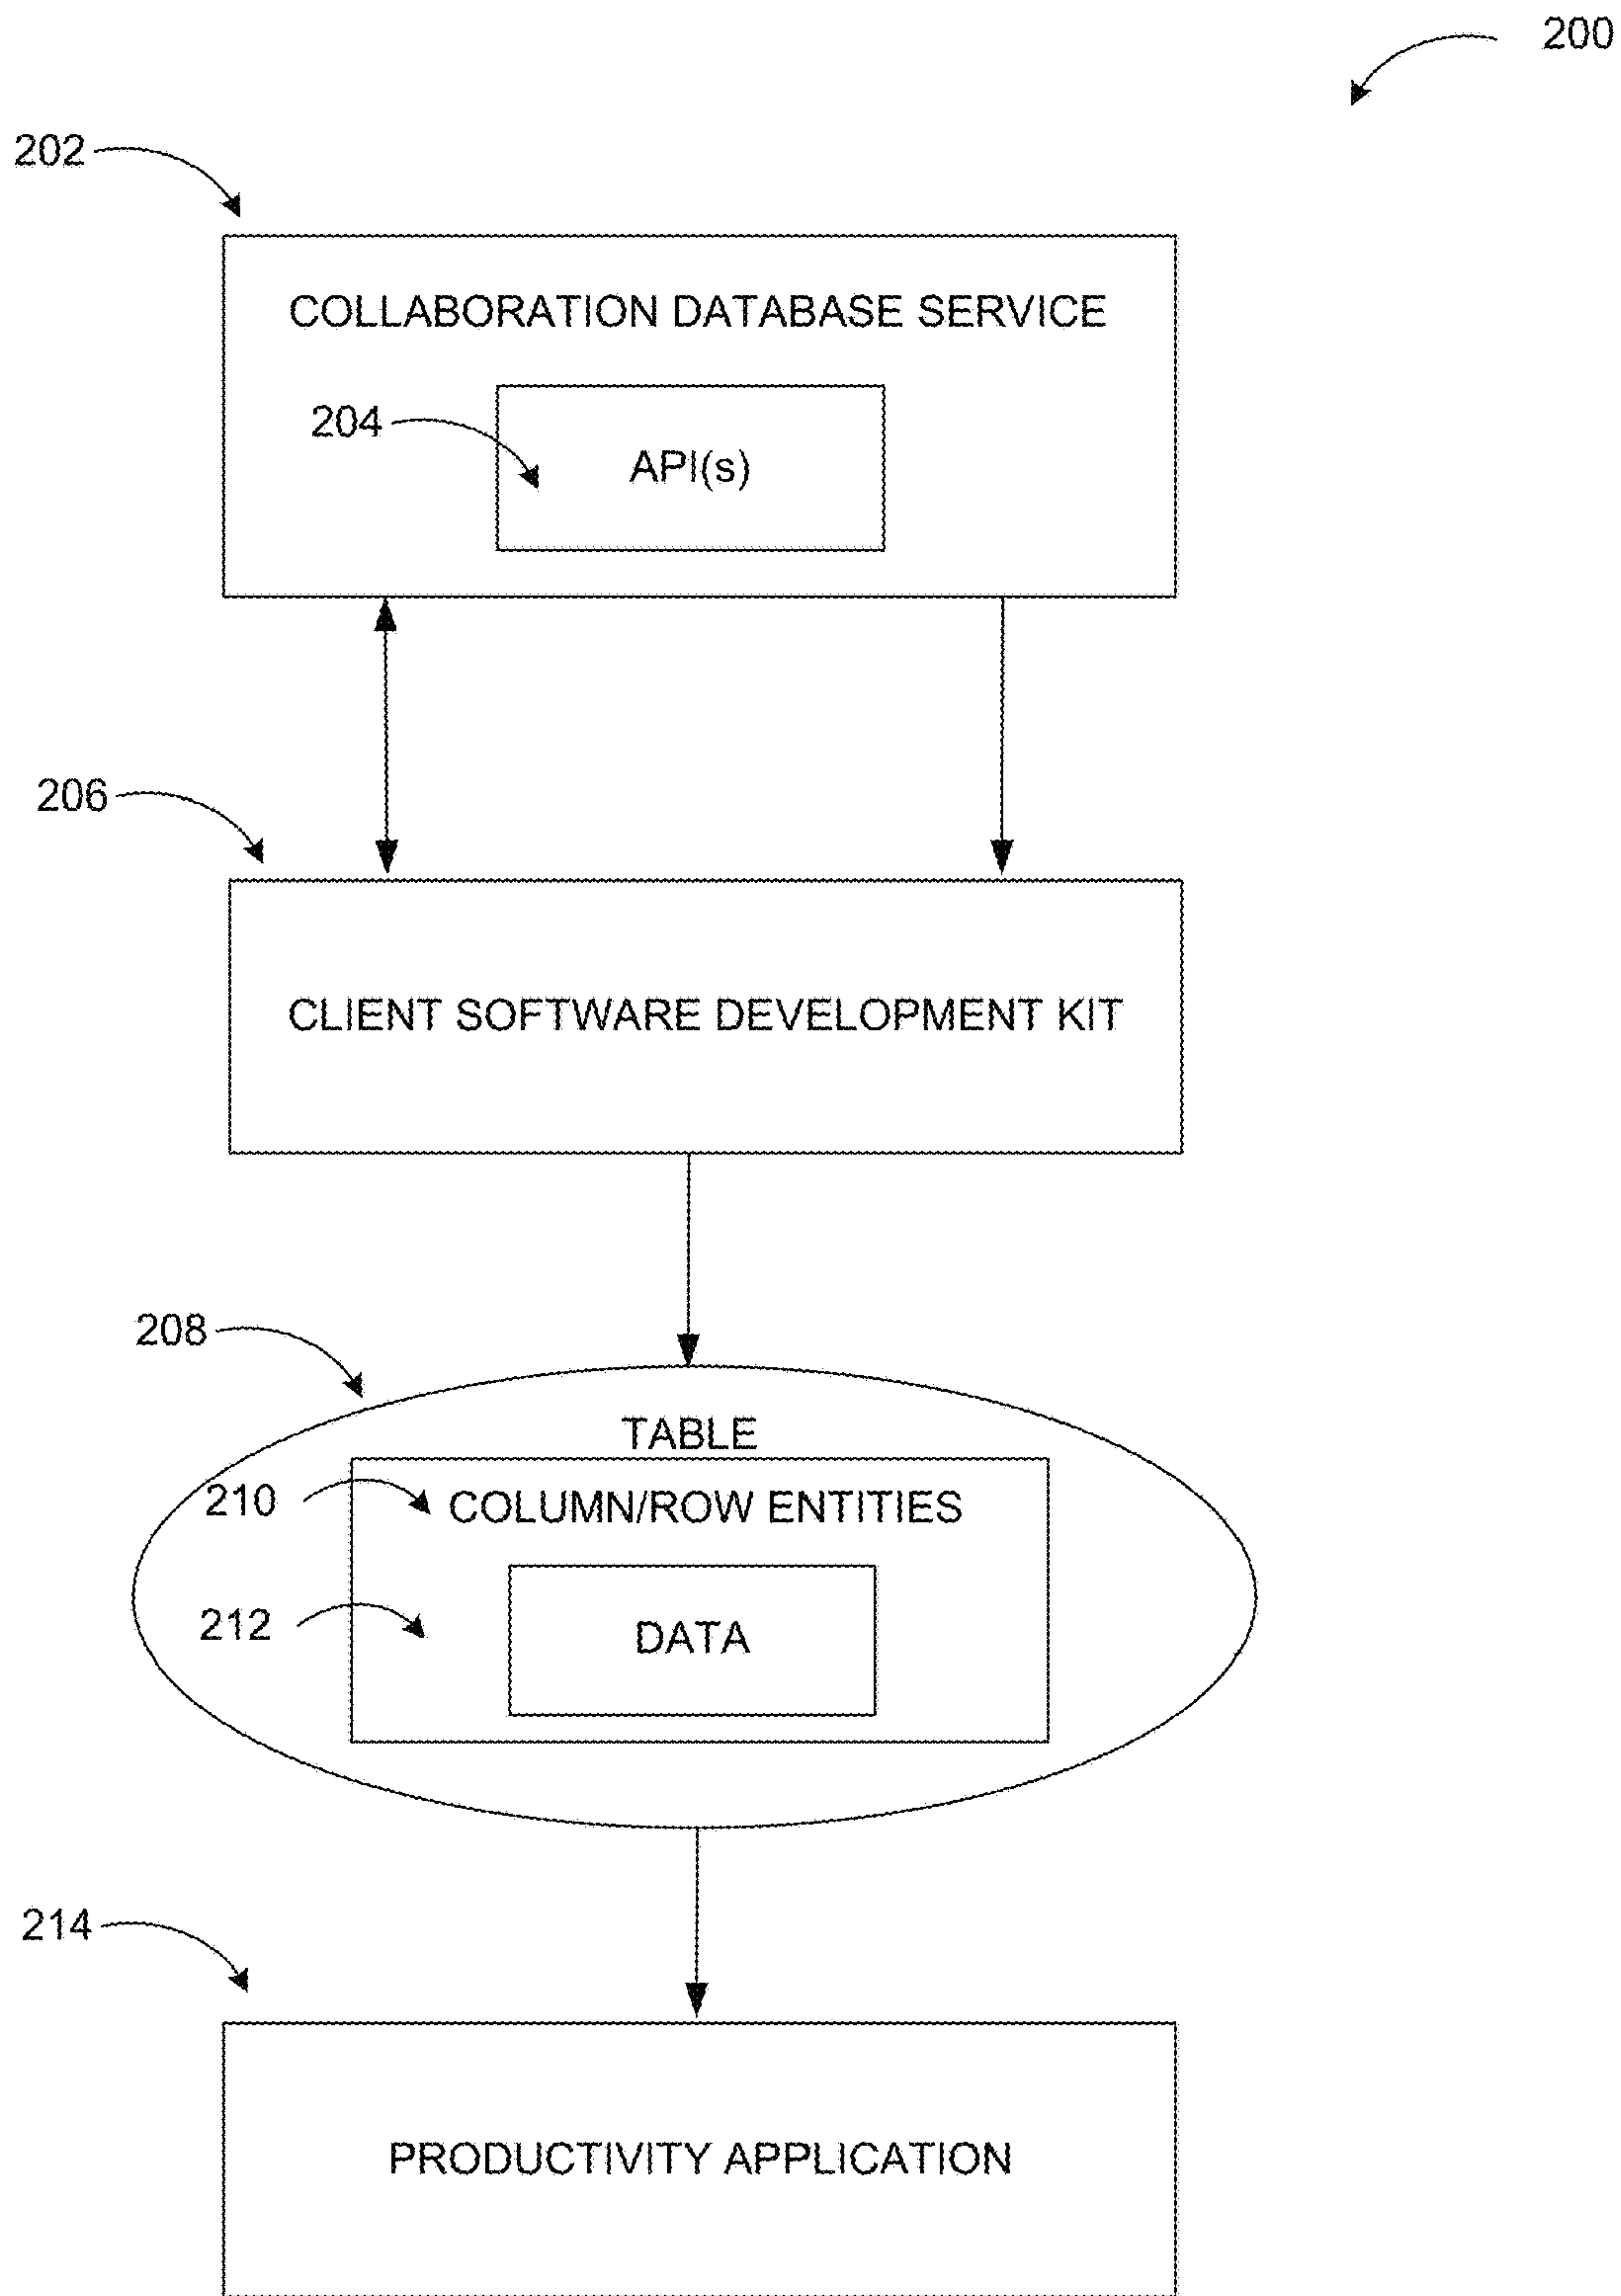 200
202
COLLABORATION DATABASE SERVICE
204
API(s)
206
CLIENT SOFTWARE DEVELOPMENT KIT
208
TABLE
210
COLUMN/ROW ENTITIES
212
DATA
214
PRODUCTIVITY APPLICATION